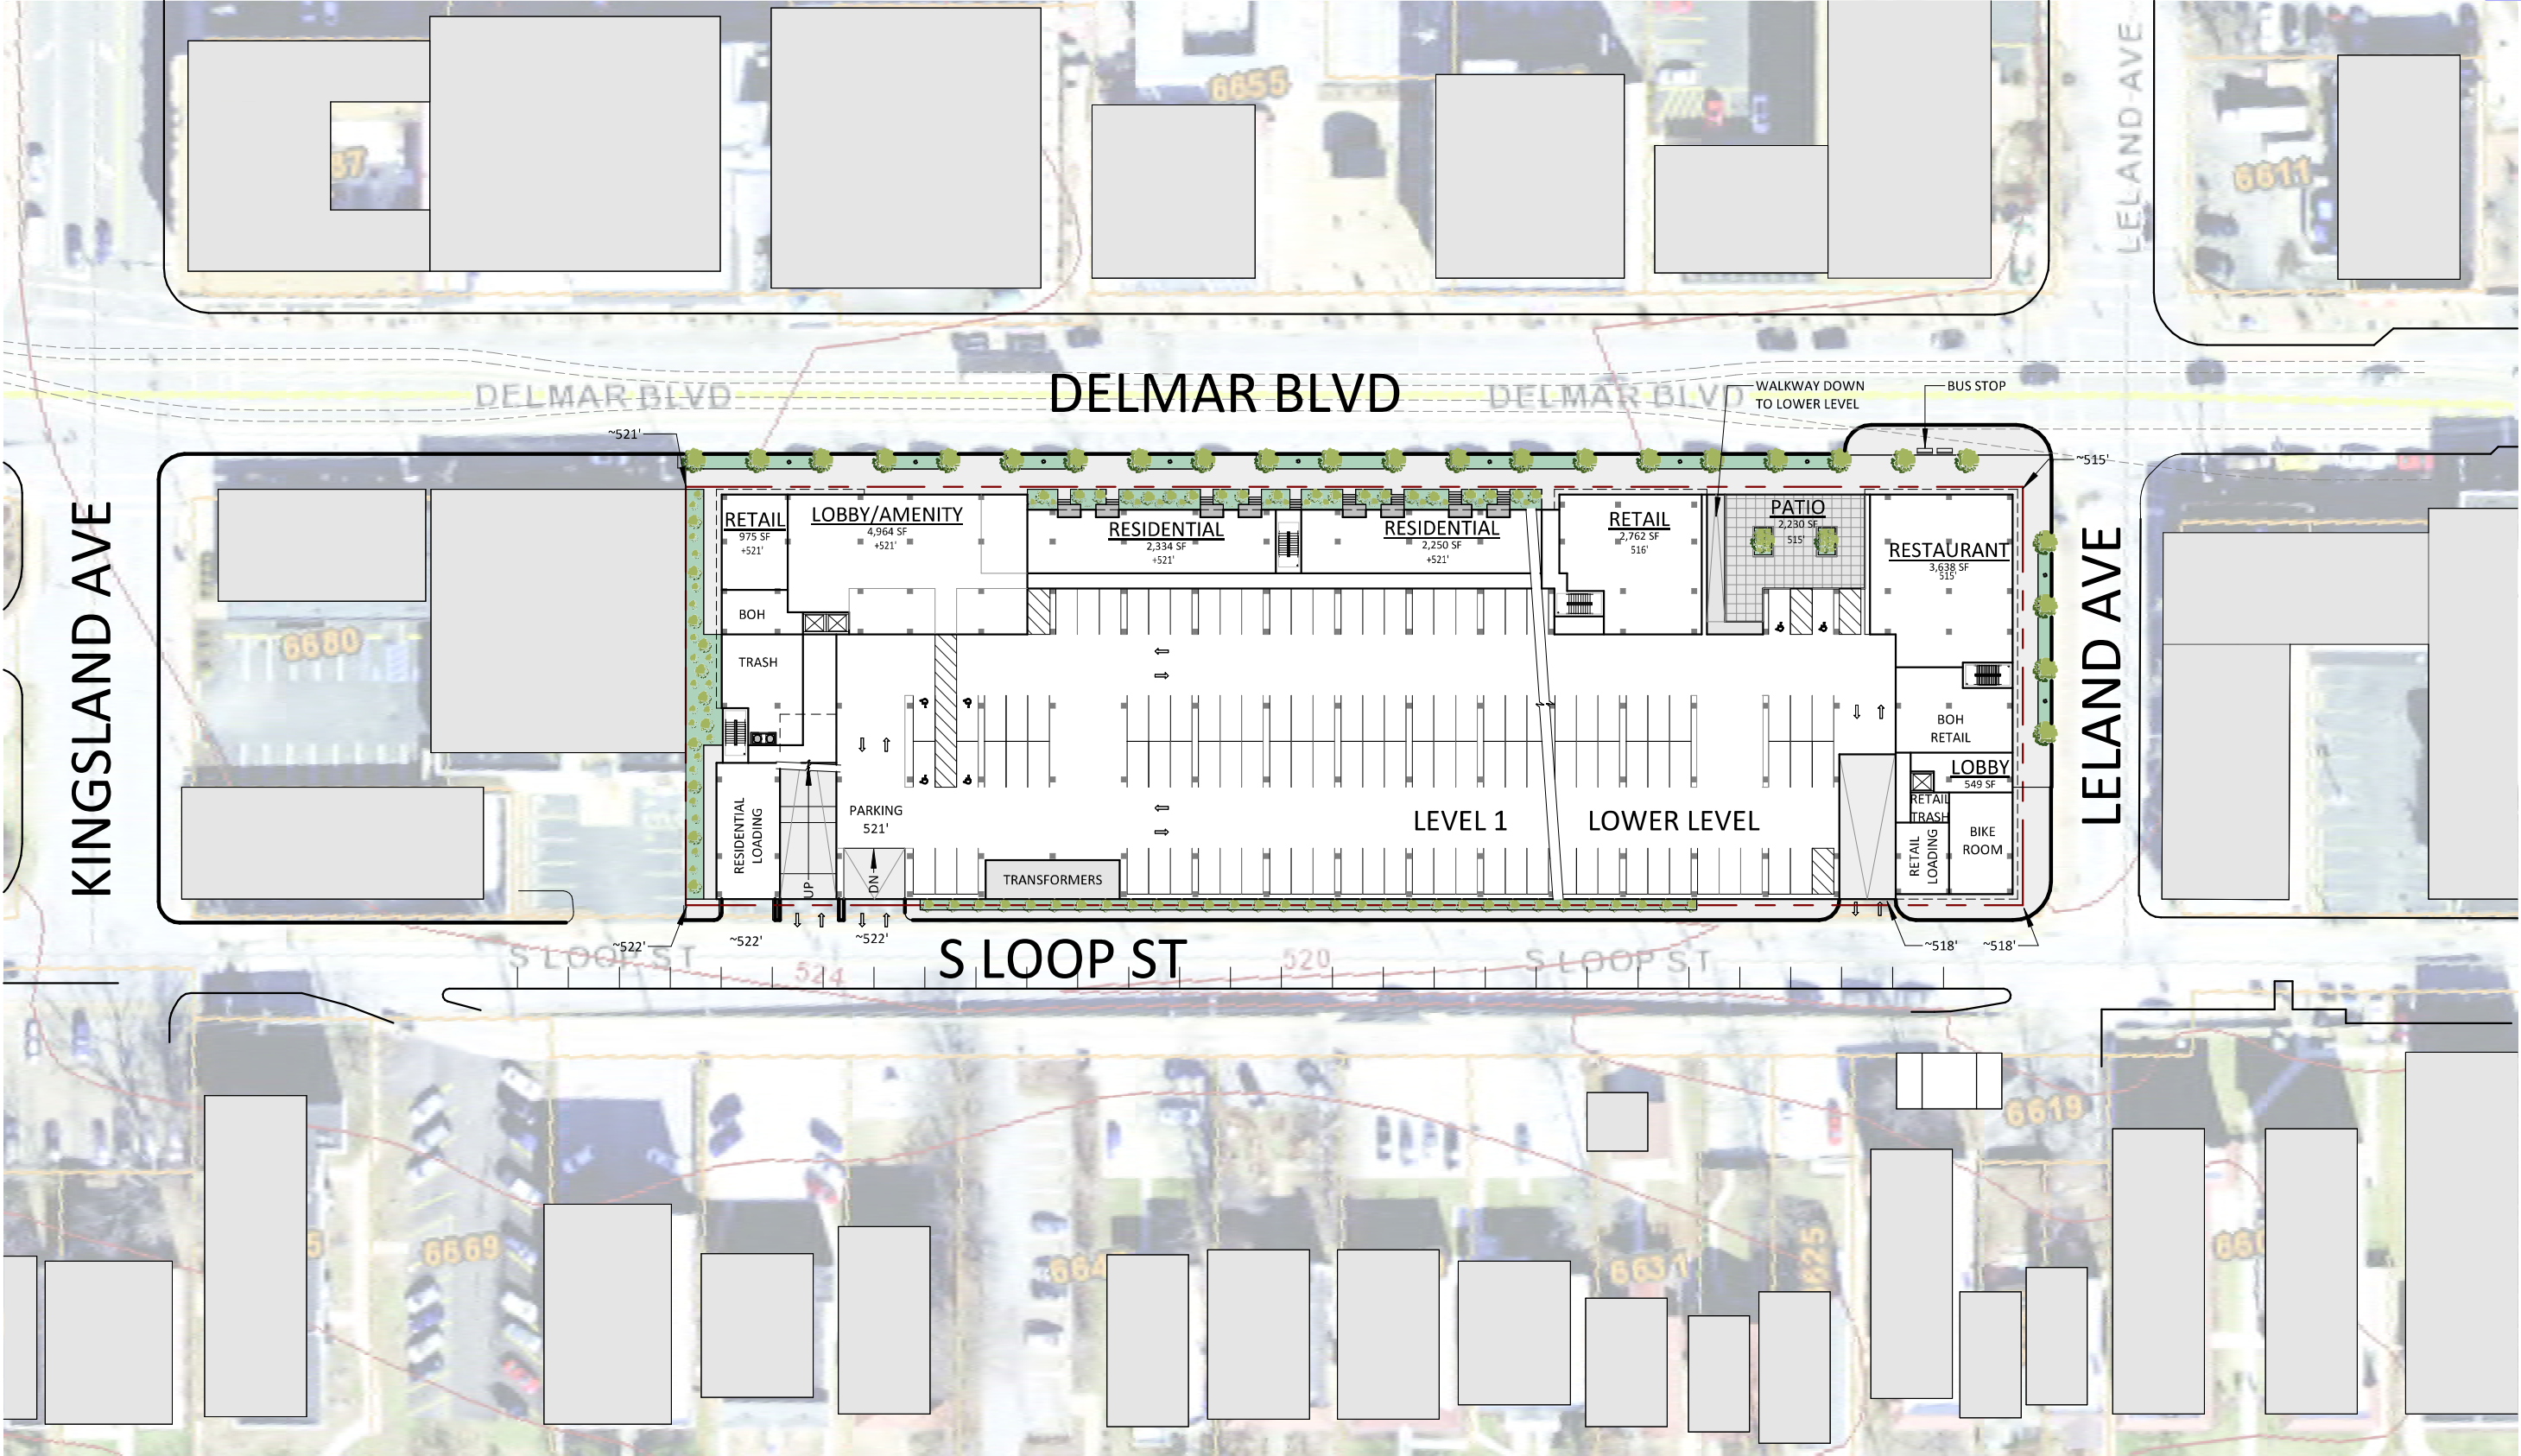 LELAND AVE
6655
87
6611
DELMAR BLVD
DELMAR BLVD
DELMAR BLVD
WALKWAY DOWN
TO LOWER LEVEL
BUS STOP
~521'
~515'
RETAIL
975 SF
+521'
LOBBY/AMENITY
4,964 SF
+521'
RESIDENTIAL
2,334 SF
+521'
RESIDENTIAL
2,250 SF
+521'
RETAIL
2,762 SF
516'
PATIO
2,230 SF
515'
RESTAURANT
3,638 SF
515'
KINGSLAND AVE
LELAND AVE
6680
BOH
TRASH
BOH
RETAIL
LOBBY
549 SF
RETAIL
TRASH
RETAIL
LOADING
BIKE
ROOM
RESIDENTIAL
LOADING
UP
DN
PARKING
521'
LEVEL 1
LOWER LEVEL
TRANSFORMERS
~522'
~522'
~522'
~518'
~518'
S LOOP ST
S LOOP ST
S LOOP ST
524
520
6619
6669
5
664
6631
625
660